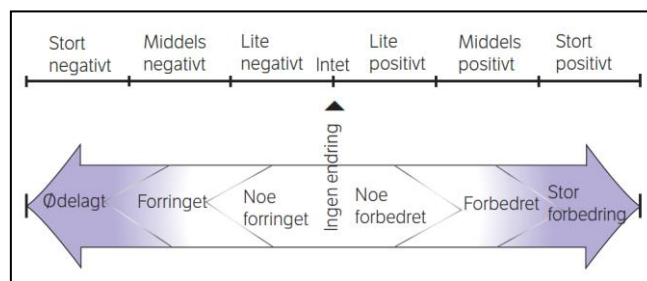 Stort negativt
Middels negativt
Lite negativt
Intet
Lite positivt
Middels positivt
Stort positivt
Ingen endring
Ødelagt
Forringet
Noe forringet
Noe forbedret
Forbedret
Stor forbedring